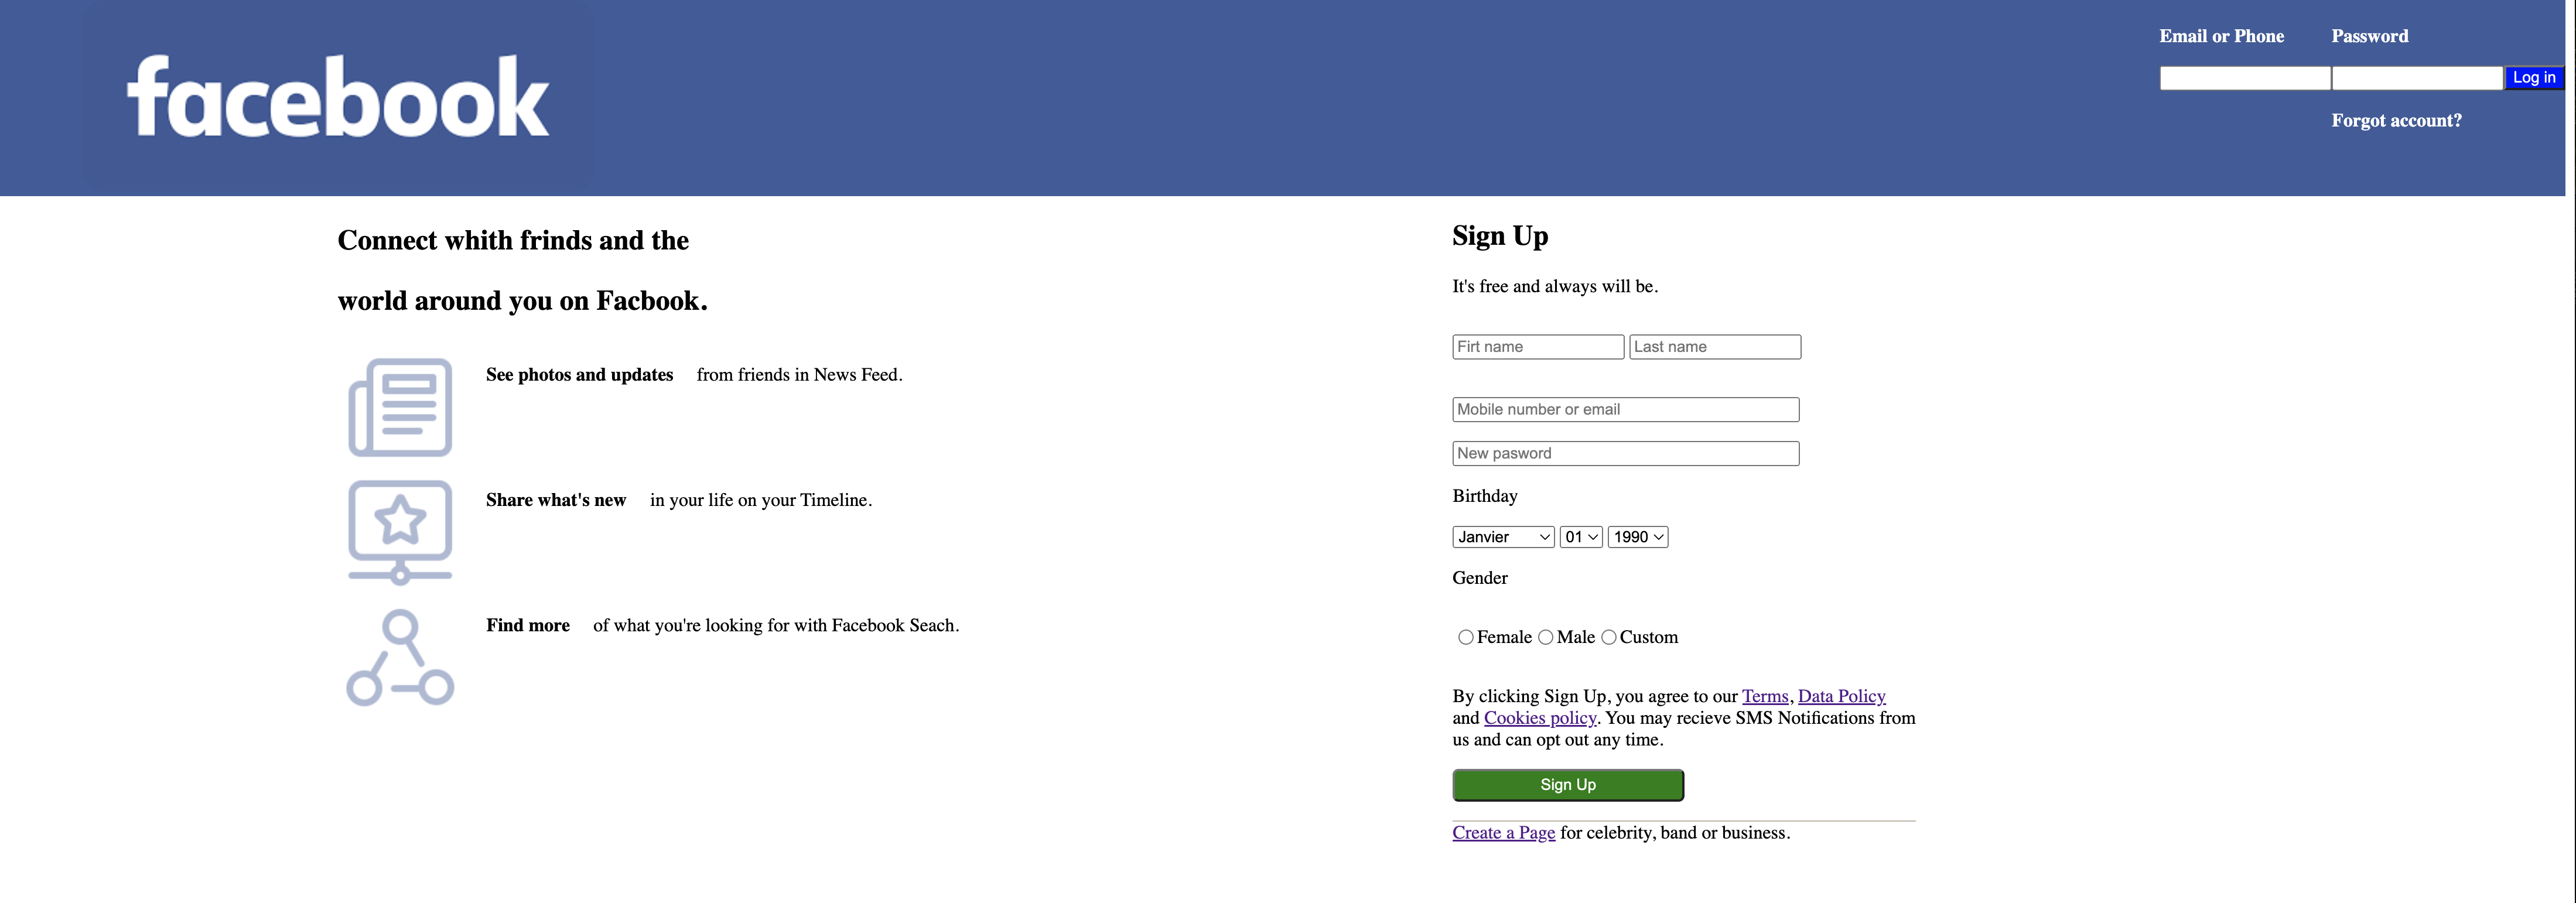 facebook
Email or Phone
Password
Log in
Forgot account?
Connect whith frinds and the
world around you on Facbook.
See photos and updates from friends in News Feed.
Share what's new in your life on your Timeline.
Find more of what you're looking for with Facebook Seach.
Sign Up
It's free and always will be.
Firt name Last name
Mobile number or email
New pasword
Birthday
Janvier 01 1990
Gender
Female Male Custom
By clicking Sign Up, you agree to our Terms, Data Policy
and Cookies policy. You may recieve SMS Notifications from
us and can opt out any time.
Sign Up
Create a Page for celebrity, band or business.